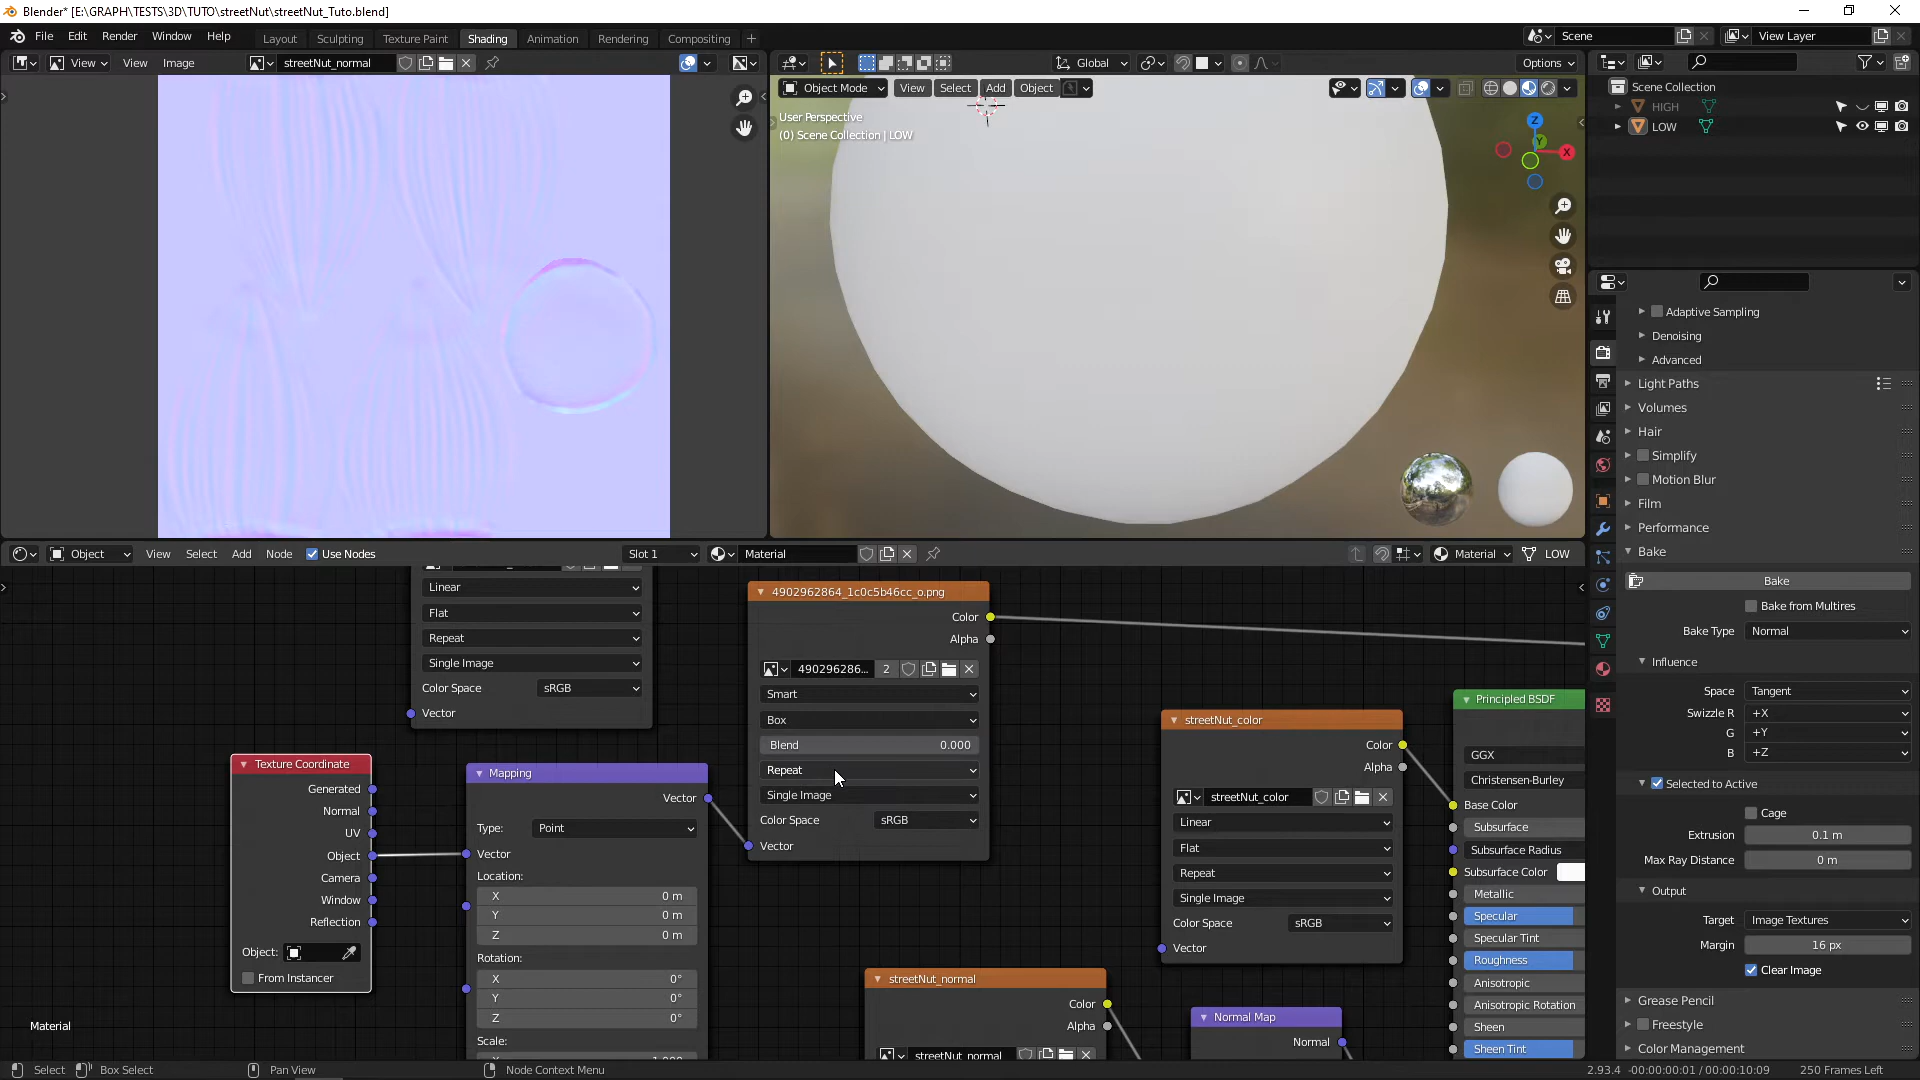 Blender* [E:\GRAPH\TESTS\3D\TUTO\streetNut\streetNut_Tuto.blend]
File Edit Render Window Help Layout Sculpting Texture Paint Shading Animation Rendering Compositing + Scene View Layer
View View Image streetNut_normal
Global Options
Object Mode View Select Add Object
User Perspective
(0) Scene Collection | LOW
Z
Y
X
Scene Collection
HIGH
LOW
Adaptive Sampling
Denoising
Advanced
Light Paths
Volumes
Hair
Simplify
Motion Blur
Film
Performance
Bake
Bake
Bake from Multires
Bake Type Normal
Influence
Space Tangent
Swizzle R +X
G +Y
B +Z
Selected to Active
Cage
Extrusion 0.1 m
Max Ray Distance 0 m
Output
Target Image Textures
Margin 16 px
Clear Image
Grease Pencil
Freestyle
Color Management
Object View Select Add Node Use Nodes Slot 1 Material Material LOW
Linear
Flat
Repeat
Single Image
Color Space sRGB
Vector
4902962864_1c0c5b46cc_o.png
Color
Alpha
490296286... 2
Smart
Box
Blend 0.000
Repeat
Single Image
Color Space sRGB
Vector
Texture Coordinate
Generated
Normal
UV
Object
Camera
Window
Reflection
Object:
From Instancer
Mapping
Vector
Type: Point
Vector
Location:
X 0 m
Y 0 m
Z 0 m
Rotation:
X 0°
Y 0°
Z 0°
Scale:
streetNut_color
Color
Alpha
streetNut_color
Linear
Flat
Repeat
Single Image
Color Space sRGB
Vector
streetNut_normal
Color
Alpha
streetNut_normal
Normal Map
Normal
Principled BSDF
GGX
Christensen-Burley
Base Color
Subsurface
Subsurface Radius
Subsurface Color
Metallic
Specular
Specular Tint
Roughness
Anisotropic
Anisotropic Rotation
Sheen
Sheen Tint
Material
Select Box Select Pan View Node Context Menu 2.93.4 -00:00:00:01 / 00:00:10:09 250 Frames Left